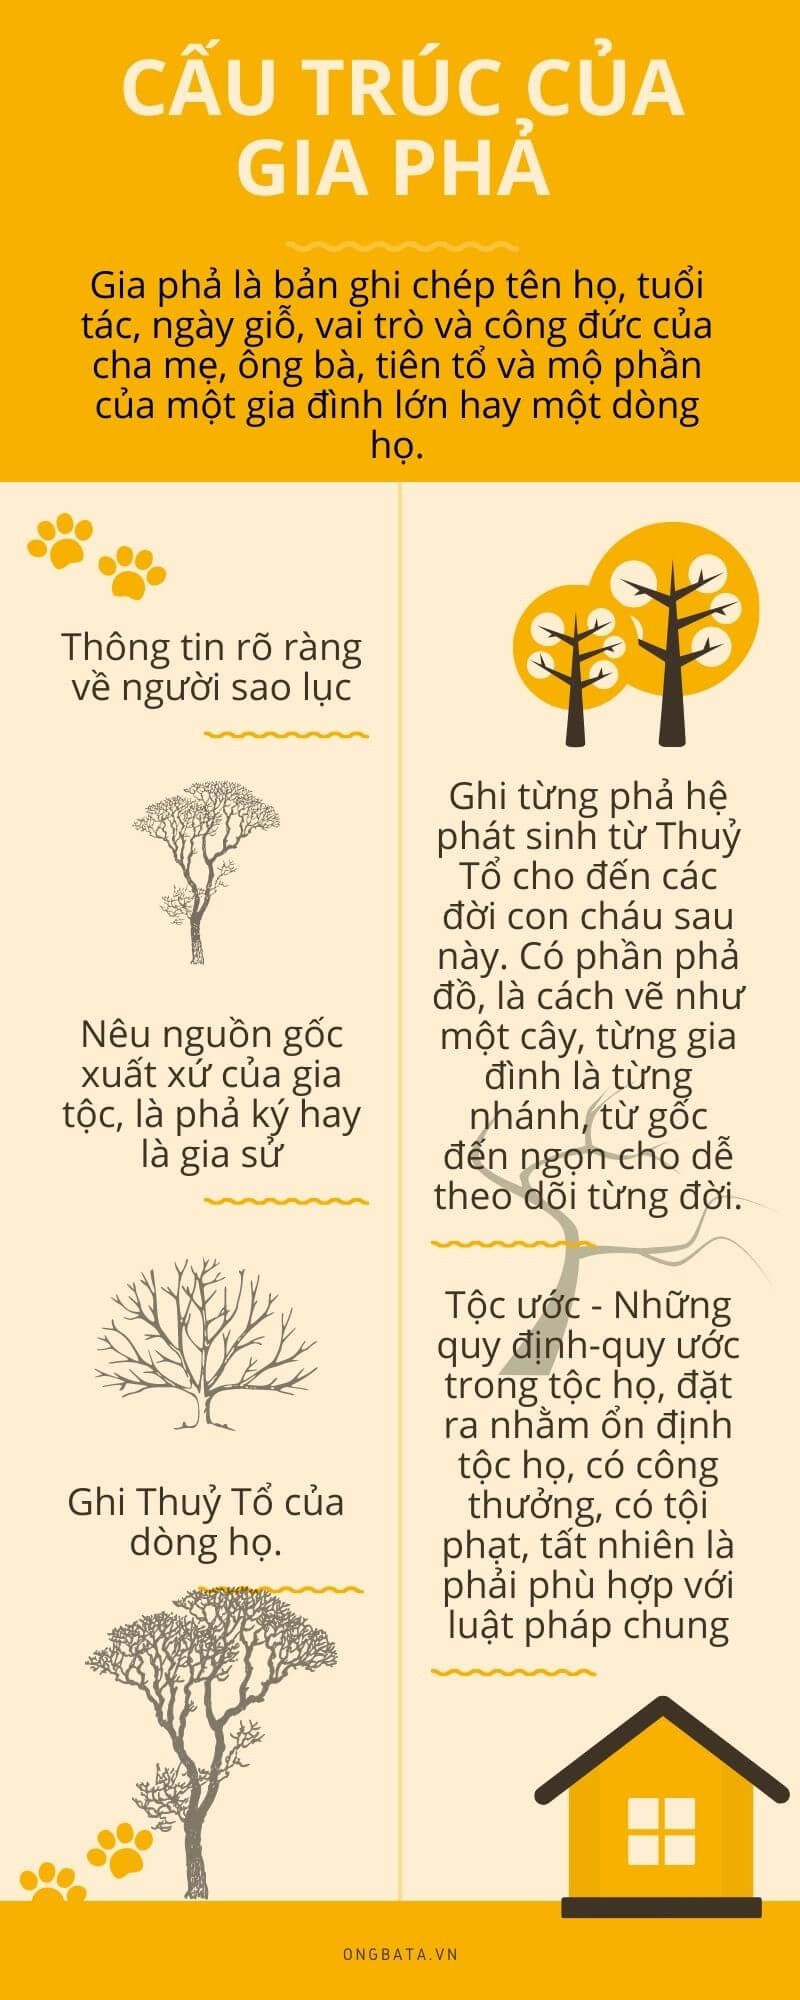 CẤU TRÚC CỦA
GIA PHẢ
Gia phả là bản ghi chép tên họ, tuổi
tác, ngày giỗ, vai trò và công đức của
cha mẹ, ông bà, tiên tổ và mộ phần
của một gia đình lớn hay một dòng
họ.
Thông tin rõ ràng
về người sao lục
Nêu nguồn gốc
xuất xứ của gia
tộc, là phả ký hay
là gia sử
Ghi Thuỷ Tổ của
dòng họ.
Ghi từng phả hệ
phát sinh từ Thuỷ
Tổ cho đến các
đời con cháu sau
này. Có phần phả
đồ, là cách vẽ như
một cây, từng gia
đình là từng
nhánh, từ gốc
đến ngọn cho dễ
theo dõi từng đời.
Tộc ước - Những
quy định-quy ước
trong tộc họ, đặt
ra nhằm ổn định
tộc họ, có công
thưởng, có tội
phạt, tất nhiên là
phải phù hợp với
luật pháp chung
ONGBATA.VN